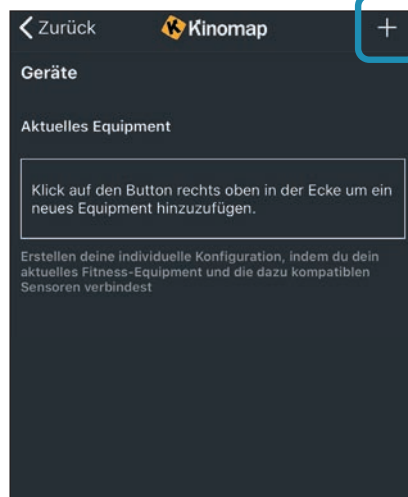 Zurück Kinomap +
Geräte
Aktuelles Equipment
Klick auf den Button rechts oben in der Ecke um ein
neues Equipment hinzuzufügen.
Erstellen deine individuelle Konfiguration, indem du dein
aktuelles Fitness-Equipment und die dazu kompatiblen
Sensoren verbindest